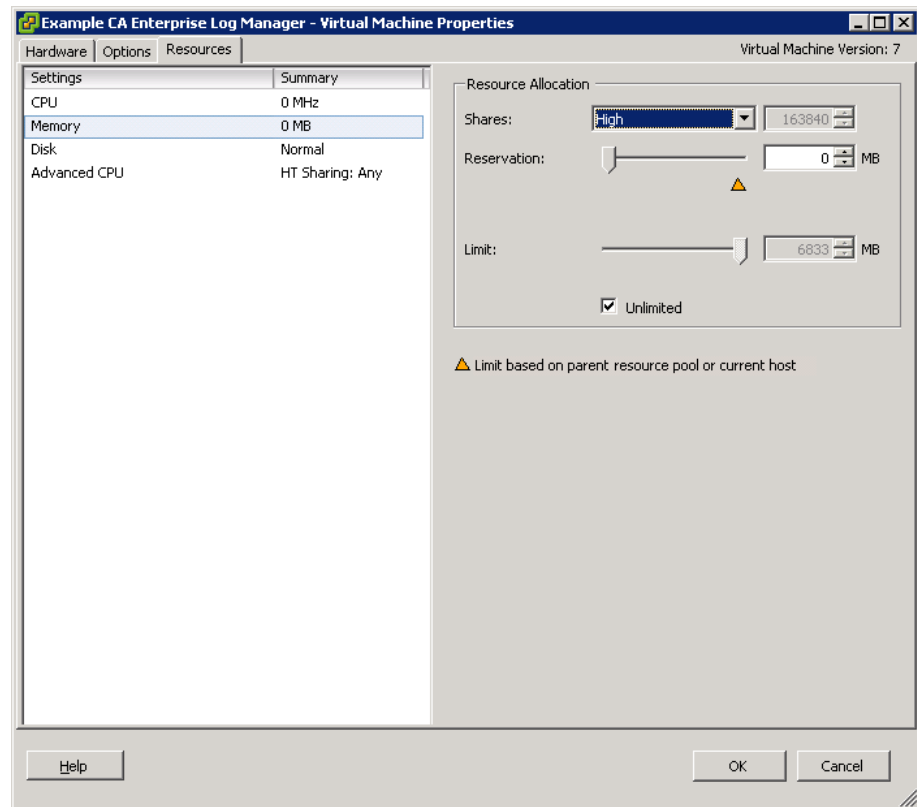 Example CA Enterprise Log Manager - Virtual Machine Properties
Hardware Options Resources Virtual Machine Version: 7
Settings Summary
CPU 0 MHz
Memory 0 MB
Disk Normal
Advanced CPU HT Sharing: Any
Resource Allocation
Shares: High 163840
Reservation: 0 MB
Limit: 6833 MB
Unlimited
Limit based on parent resource pool or current host
Help OK Cancel